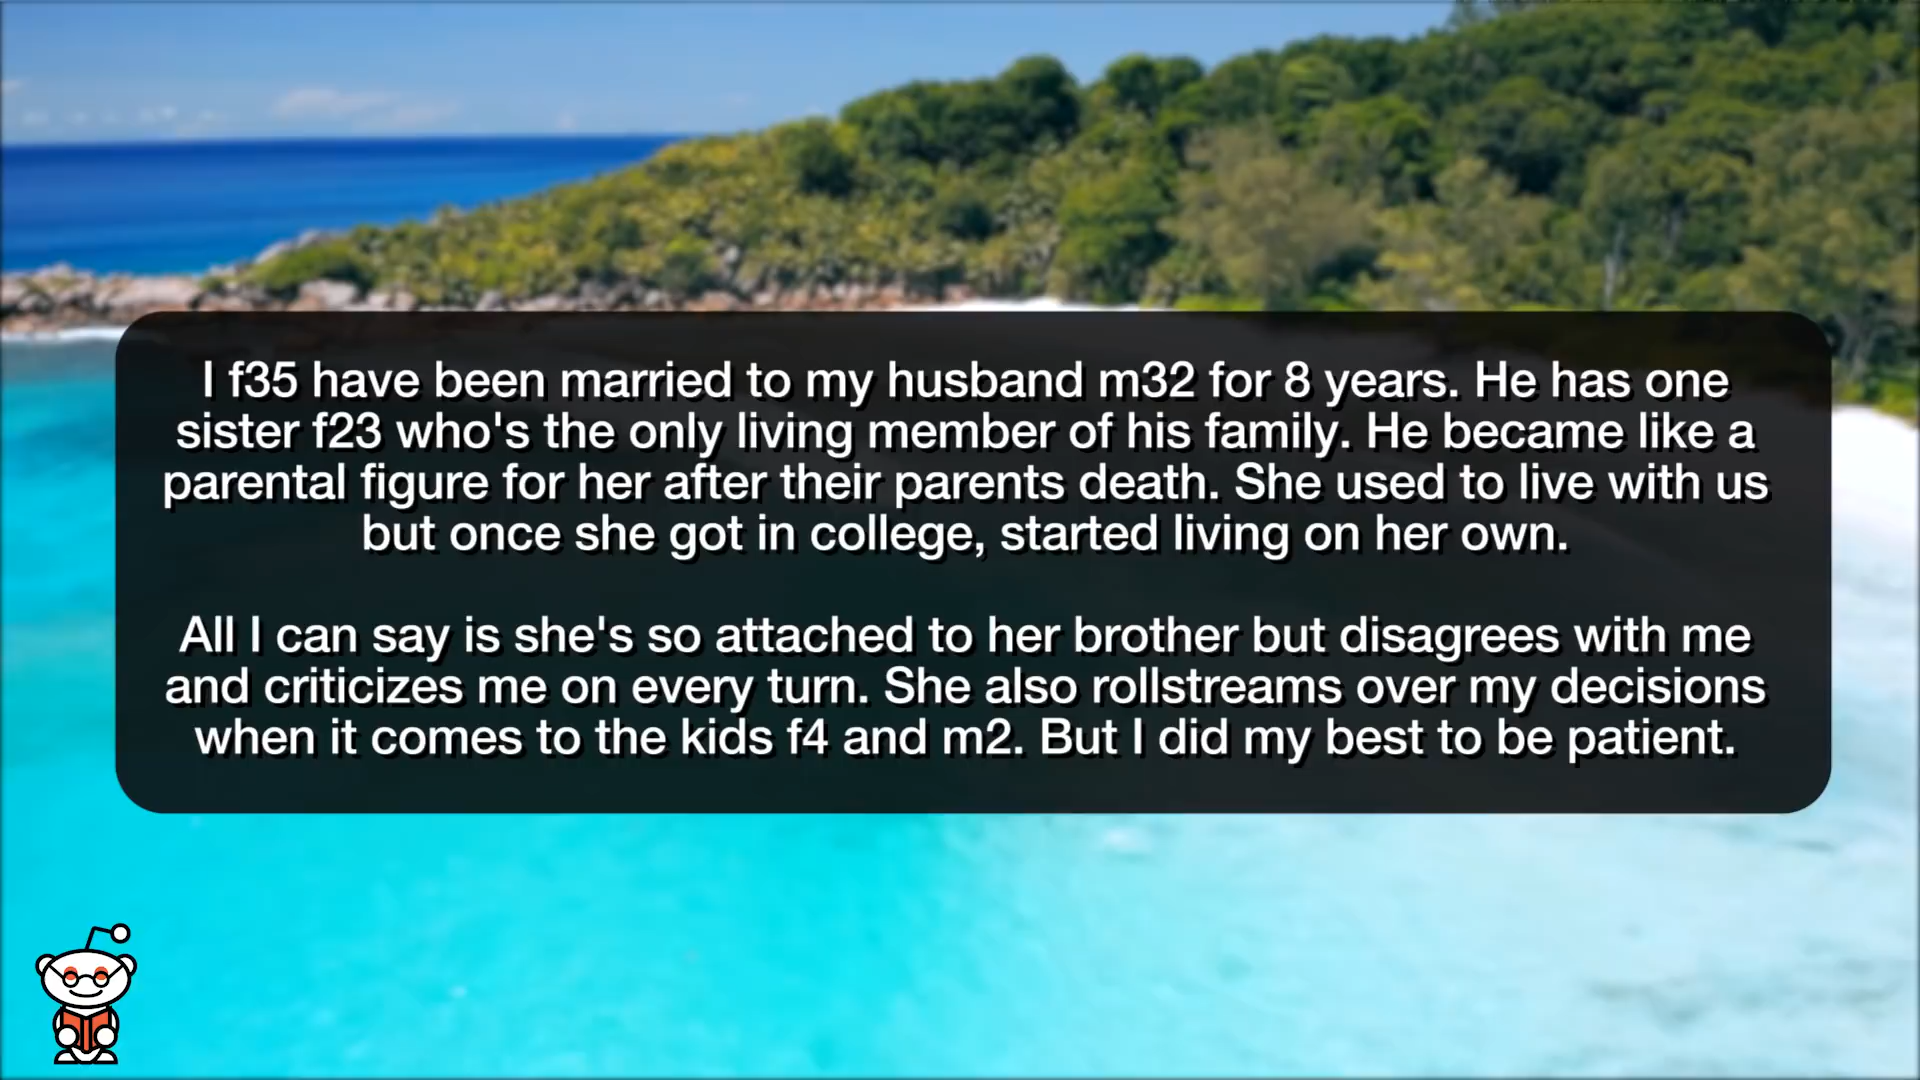 I f35 have been married to my husband m32 for 8 years. He has one
sister f23 who's the only living member of his family. He became like a
parental figure for her after their parents death. She used to live with us
but once she got in college, started living on her own.
All I can say is she's so attached to her brother but disagrees with me
and criticizes me on every turn. She also rollstreams over my decisions
when it comes to the kids f4 and m2. But I did my best to be patient.